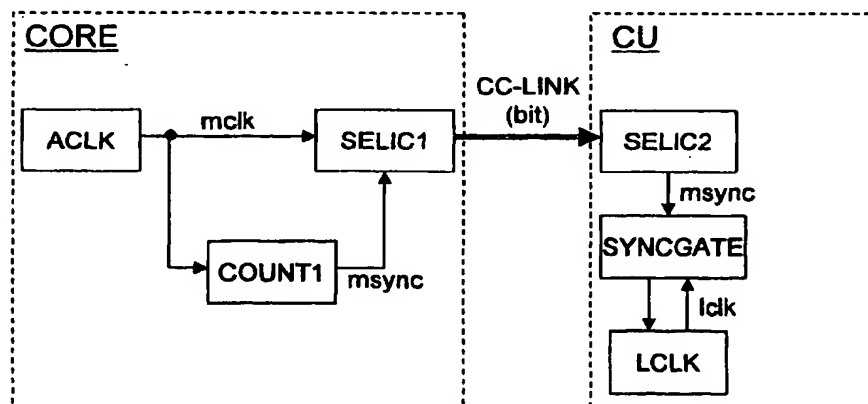 CORE
CU
CC-LINK
(bit)
ACLK
mclk
SELIC1
SELIC2
msync
COUNT1
msync
SYNCGATE
lclk
LCLK